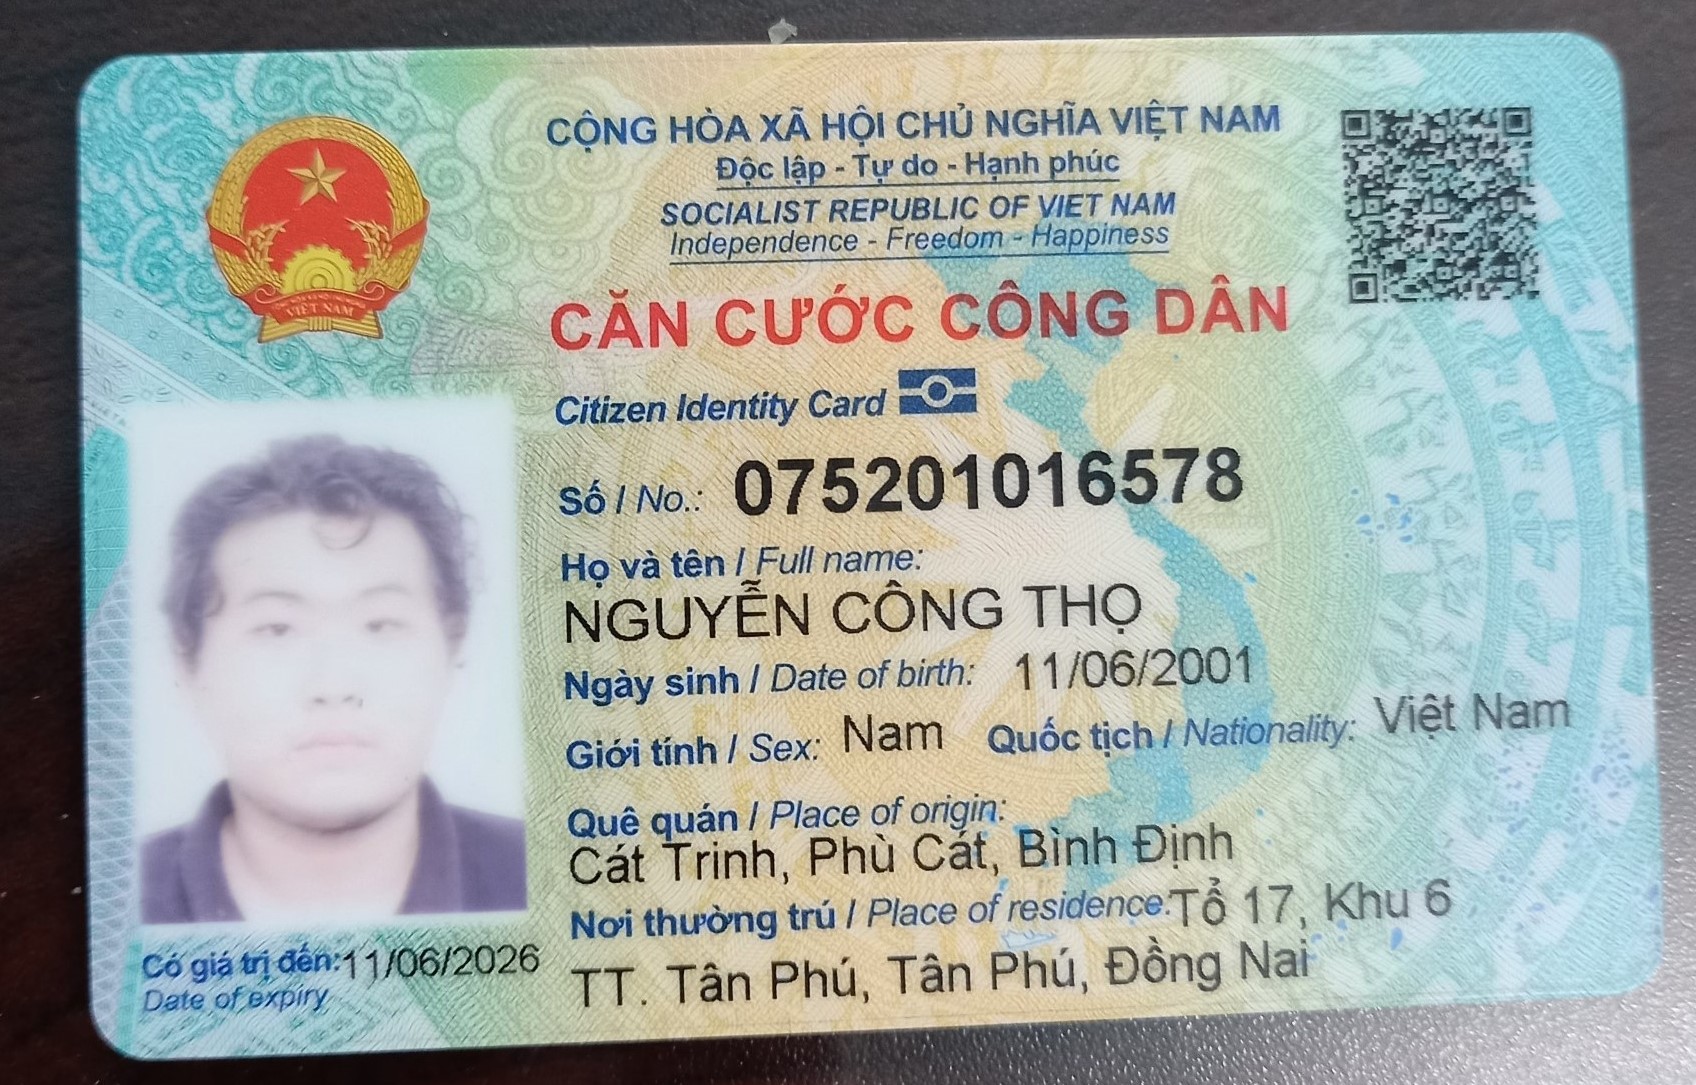 CỘNG HÒA XÃ HỘI CHỦ NGHĨA VIỆT NAM
Độc lập - Tự do - Hạnh phúc
SOCIALIST REPUBLIC OF VIET NAM
Independence - Freedom - Happiness
CĂN CƯỚC CÔNG DÂN
Citizen Identity Card
Số / No.: 075201016578
Họ và tên / Full name:
NGUYỄN CÔNG THỌ
Ngày sinh / Date of birth: 11/06/2001
Giới tính / Sex: Nam Quốc tịch / Nationality: Việt Nam
Quê quán / Place of origin:
Cát Trinh, Phù Cát, Bình Định
Nơi thường trú / Place of residence: Tổ 17, Khu 6
TT. Tân Phú, Tân Phú, Đồng Nai
Có giá trị đến: 11/06/2026
Date of expiry
VIỆT NAM